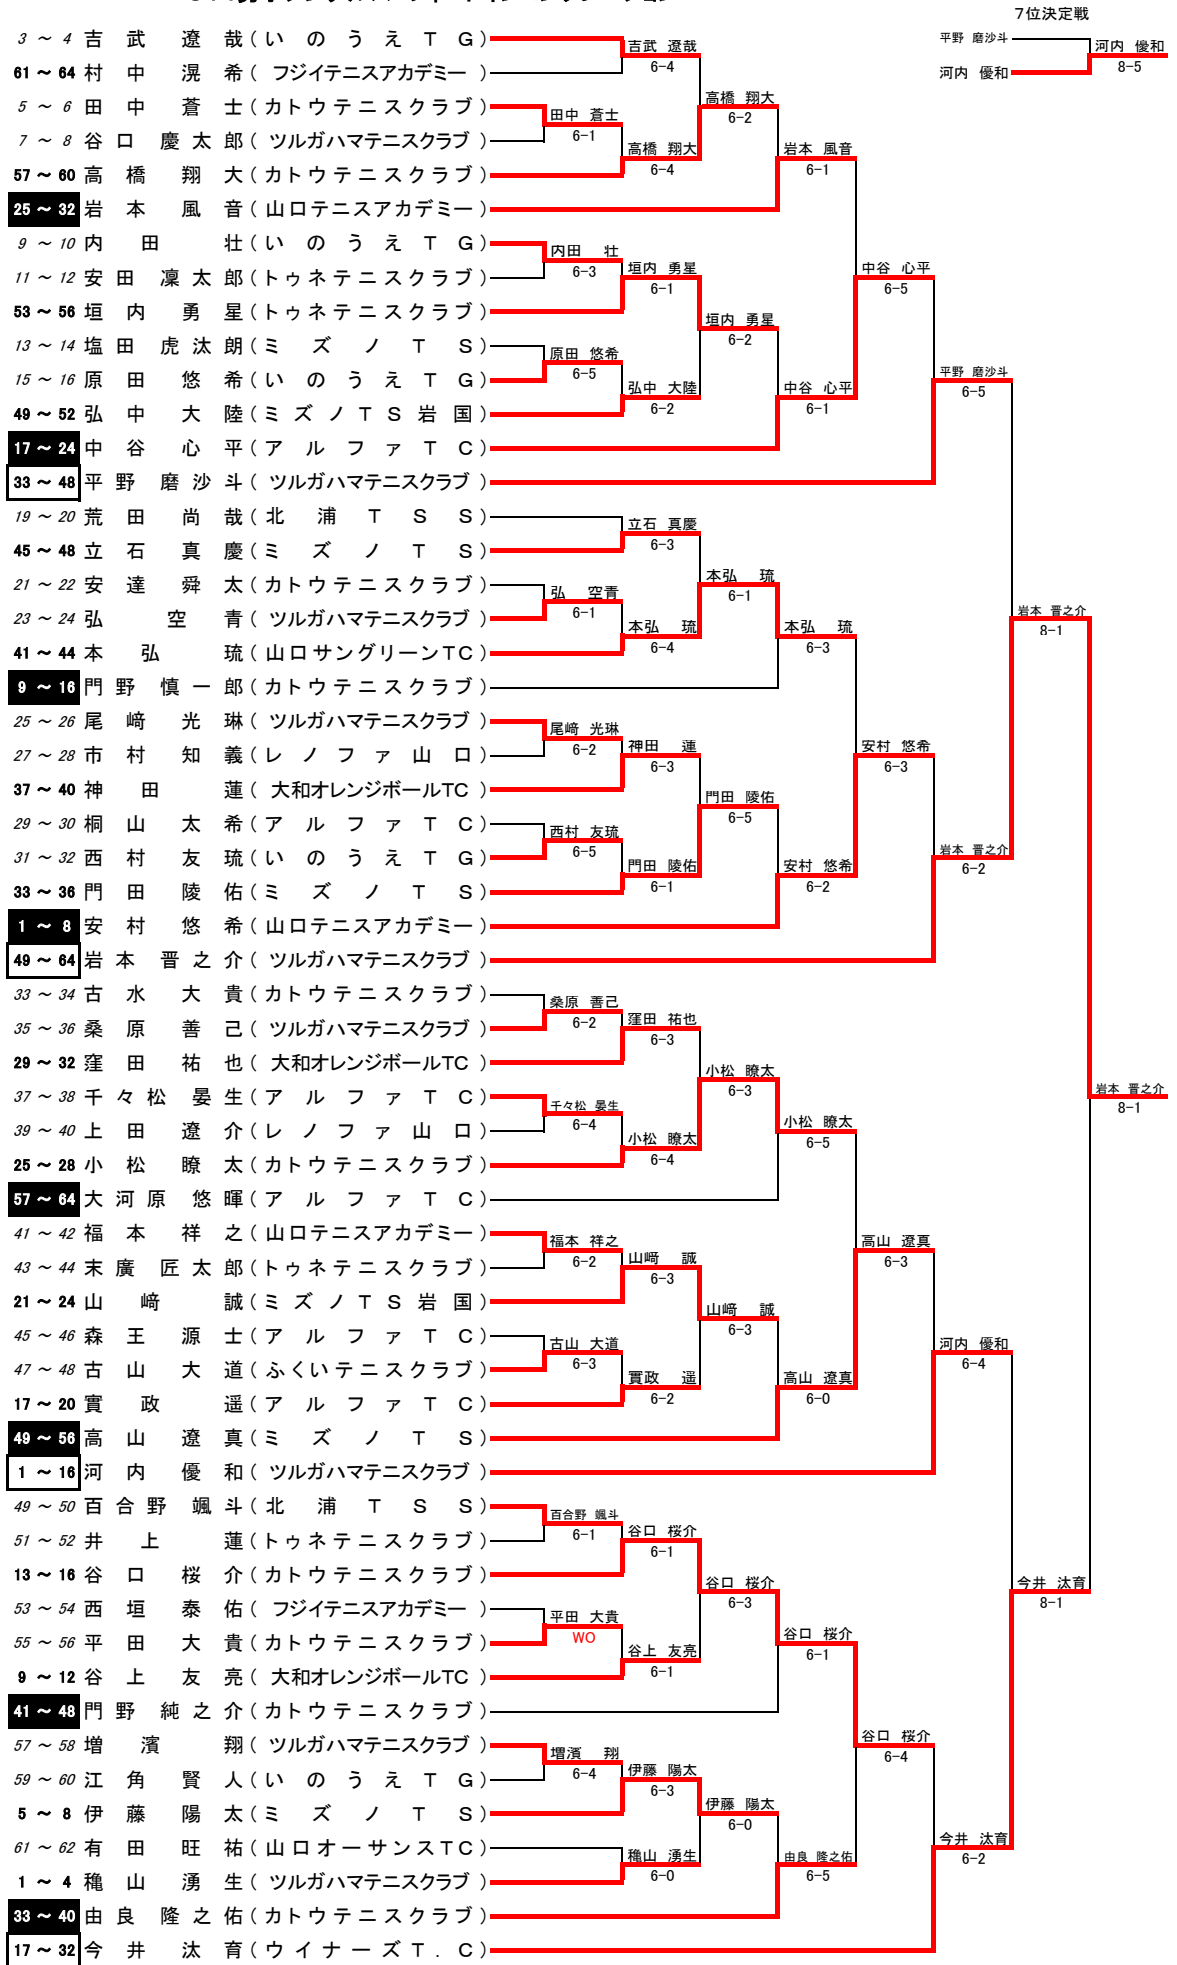 7位決定戦
平野 磨沙斗
河内 優和
河内 優和
8-5
3 ～ 4 吉武 遼哉 (いのうえTG)
61 ～ 64 村中 滉希 (フジイテニスアカデミー)
5 ～ 6 田中 蒼士 (カトウテニスクラブ)
7 ～ 8 谷口 慶太郎 (ツルガハマテニスクラブ)
57 ～ 60 高橋 翔大 (カトウテニスクラブ)
25 ～ 32 岩本 風音 (山口テニスアカデミー)
9 ～ 10 内田 壮 (いのうえTG)
11 ～ 12 安田 凜太郎 (トゥネテニスクラブ)
53 ～ 56 垣内 勇星 (トゥネテニスクラブ)
13 ～ 14 塩田 虎汰朗 (ミズノTS)
15 ～ 16 原田 悠希 (いのうえTG)
49 ～ 52 弘中 大陸 (ミズノTS岩国)
17 ～ 24 中谷 心平 (アルファTC)
33 ～ 48 平野 磨沙斗 (ツルガハマテニスクラブ)
19 ～ 20 荒田 尚哉 (北浦TSS)
45 ～ 48 立石 真慶 (ミズノTS)
21 ～ 22 安達 舜太 (カトウテニスクラブ)
23 ～ 24 弘 空青 (ツルガハマテニスクラブ)
41 ～ 44 本弘 琉 (山口サングリーンTC)
9 ～ 16 門野 慎一郎 (カトウテニスクラブ)
25 ～ 26 尾﨑 光琳 (ツルガハマテニスクラブ)
27 ～ 28 市村 知義 (レノファ山口)
37 ～ 40 神田 蓮 (大和オレンジボールTC)
29 ～ 30 桐山 太希 (アルファTC)
31 ～ 32 西村 友琉 (いのうえTG)
33 ～ 36 門田 陵佑 (ミズノTS)
1 ～ 8 安村 悠希 (山口テニスアカデミー)
49 ～ 64 岩本 晋之介 (ツルガハマテニスクラブ)
33 ～ 34 古水 大貴 (カトウテニスクラブ)
35 ～ 36 桑原 善己 (ツルガハマテニスクラブ)
29 ～ 32 窪田 祐也 (大和オレンジボールTC)
37 ～ 38 千々松 晏生 (アルファTC)
39 ～ 40 上田 遼介 (レノファ山口)
25 ～ 28 小松 瞭太 (カトウテニスクラブ)
57 ～ 64 大河原 悠暉 (アルファTC)
41 ～ 42 福本 祥之 (山口テニスアカデミー)
43 ～ 44 末廣 匠太郎 (トゥネテニスクラブ)
21 ～ 24 山﨑 誠 (ミズノTS岩国)
45 ～ 46 森王 源士 (アルファTC)
47 ～ 48 古山 大道 (ふくいテニスクラブ)
17 ～ 20 實政 遥 (アルファTC)
49 ～ 56 高山 遼真 (ミズノTS)
1 ～ 16 河内 優和 (ツルガハマテニスクラブ)
49 ～ 50 百合野 颯斗 (北浦TSS)
51 ～ 52 井上 蓮 (トゥネテニスクラブ)
13 ～ 16 谷口 桜介 (カトウテニスクラブ)
53 ～ 54 西垣 泰佑 (フジイテニスアカデミー)
55 ～ 56 平田 大貴 (カトウテニスクラブ)
9 ～ 12 谷上 友亮 (大和オレンジボールTC)
41 ～ 48 門野 純之介 (カトウテニスクラブ)
57 ～ 58 増濱 翔 (ツルガハマテニスクラブ)
59 ～ 60 江角 賢人 (いのうえTG)
5 ～ 8 伊藤 陽太 (ミズノTS)
61 ～ 62 有田 旺祐 (山口オーサンスTC)
1 ～ 4 穐山 湧生 (ツルガハマテニスクラブ)
33 ～ 40 由良 隆之佑 (カトウテニスクラブ)
17 ～ 32 今井 汰育 (ウイナーズT.C)
田中 蒼士
6-1
内田 壮
6-3
原田 悠希
6-5
弘 空青
6-1
尾﨑 光琳
6-2
西村 友琉
6-5
桑原 善己
6-2
千々松 晏生
6-4
福本 祥之
6-2
古山 大道
6-3
百合野 颯斗
6-1
平田 大貴
WO
増濱 翔
6-4
吉武 遼哉
6-4
高橋 翔大
6-4
垣内 勇星
6-1
弘中 大陸
6-2
立石 真慶
6-3
本弘 琉
6-4
神田 蓮
6-3
門田 陵佑
6-1
窪田 祐也
6-3
小松 瞭太
6-4
山﨑 誠
6-3
實政 遥
6-2
谷口 桜介
6-1
谷上 友亮
6-1
伊藤 陽太
6-3
穐山 湧生
6-0
高橋 翔大
6-2
垣内 勇星
6-2
本弘 琉
6-1
門田 陵佑
6-5
小松 瞭太
6-3
山﨑 誠
6-3
谷口 桜介
6-3
伊藤 陽太
6-0
岩本 風音
6-1
中谷 心平
6-1
本弘 琉
6-3
安村 悠希
6-2
小松 瞭太
6-5
高山 遼真
6-0
谷口 桜介
6-1
由良 隆之佑
6-5
中谷 心平
6-5
安村 悠希
6-3
高山 遼真
6-3
谷口 桜介
6-4
平野 磨沙斗
6-5
岩本 晋之介
6-2
河内 優和
6-4
今井 汰育
6-2
岩本 晋之介
8-1
今井 汰育
8-1
岩本 晋之介
8-1